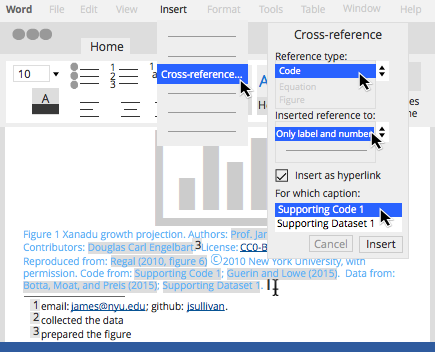 Word File Edit View Insert Format Tools Table Window Help
Home
10
A
1
2
3
1
Cross-reference...
Cross-reference
Reference type:
Code
Equation
Figure
Inserted reference to:
Only label and number
Insert as hyperlink
For which caption:
Supporting Code 1
Supporting Dataset 1
Cancel Insert
Figure 1 Xanadu growth projection. Authors: Prof. Jam
Contributors: Douglas Carl Engelbart.3 License: CC0-B
Reproduced from: Regal (2010, figure 6) ©2010 New York University, with
permission. Code from: Supporting Code 1; Guerin and Lowe (2015). Data from:
Botta, Moat, and Preis (2015); Supporting Dataset 1.
1 email: james@nyu.edu; github: jsullivan.
2 collected the data
3 prepared the figure